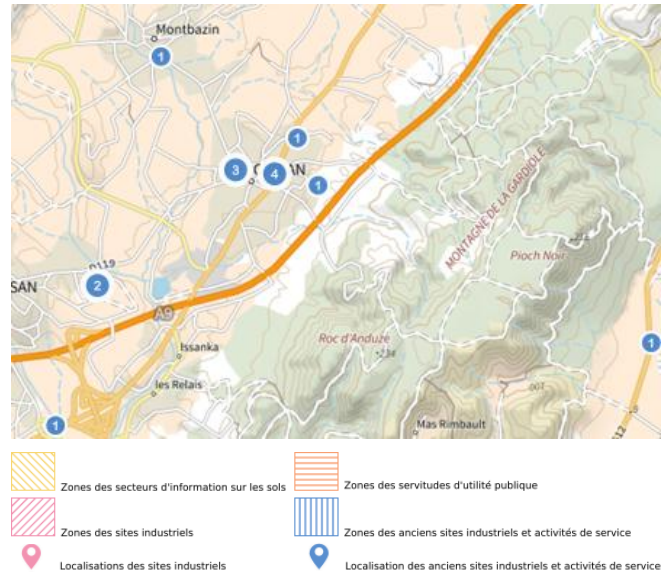 Montbazin
1
1
3
4
AN
1
MONTAGNE DE LA GARDIOLE
Pioch Noir
D119
SAN
2
A9
Roc d'Anduze
+234
Issanka
1
les Relais
1
Mas Rimbault
Zones des secteurs d'information sur les sols
Zones des servitudes d'utilité publique
Zones des sites industriels
Zones des anciens sites industriels et activités de service
Localisations des sites industriels
Localisation des anciens sites industriels et activités de service